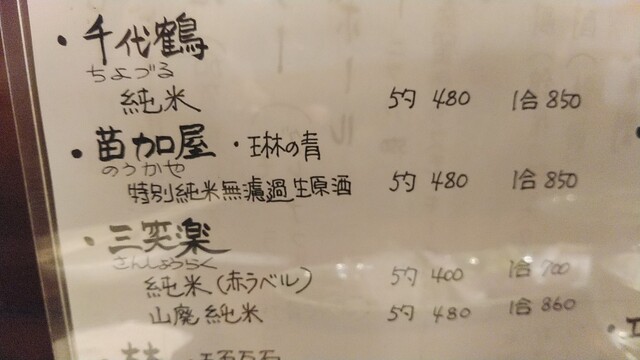 ・千代鶴
ちよづる
純米 5勺 480 1合 850
・苗加屋 ・琳の青
のうかや
特別純米無濾過生原酒 5勺 480 1合 850
・三笑楽
さんしょうらく
純米(赤ラベル) 5勺 400 1合 700
山廃純米 5勺 480 1合 860